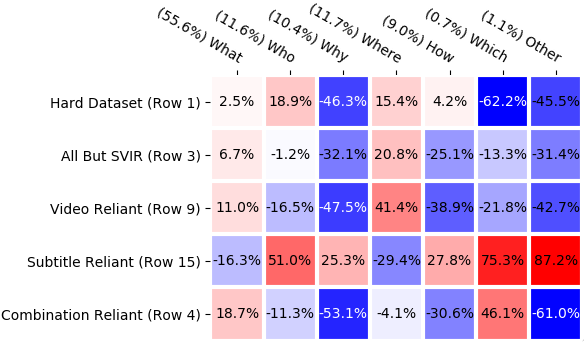 (55.6%) What
(11.6%) Who
(10.4%) Why
(11.7%) Where
(9.0%) How
(0.7%) Which
(1.1%) Other
Hard Dataset (Row 1) 2.5% 18.9% -46.3% 15.4% 4.2% -62.2% -45.5%
All But SVIR (Row 3) 6.7% -1.2% -32.1% 20.8% -25.1% -13.3% -31.4%
Video Reliant (Row 9) 11.0% -16.5% -47.5% 41.4% -38.9% -21.8% -42.7%
Subtitle Reliant (Row 15) -16.3% 51.0% 25.3% -29.4% 27.8% 75.3% 87.2%
Combination Reliant (Row 4) 18.7% -11.3% -53.1% -4.1% -30.6% 46.1% -61.0%